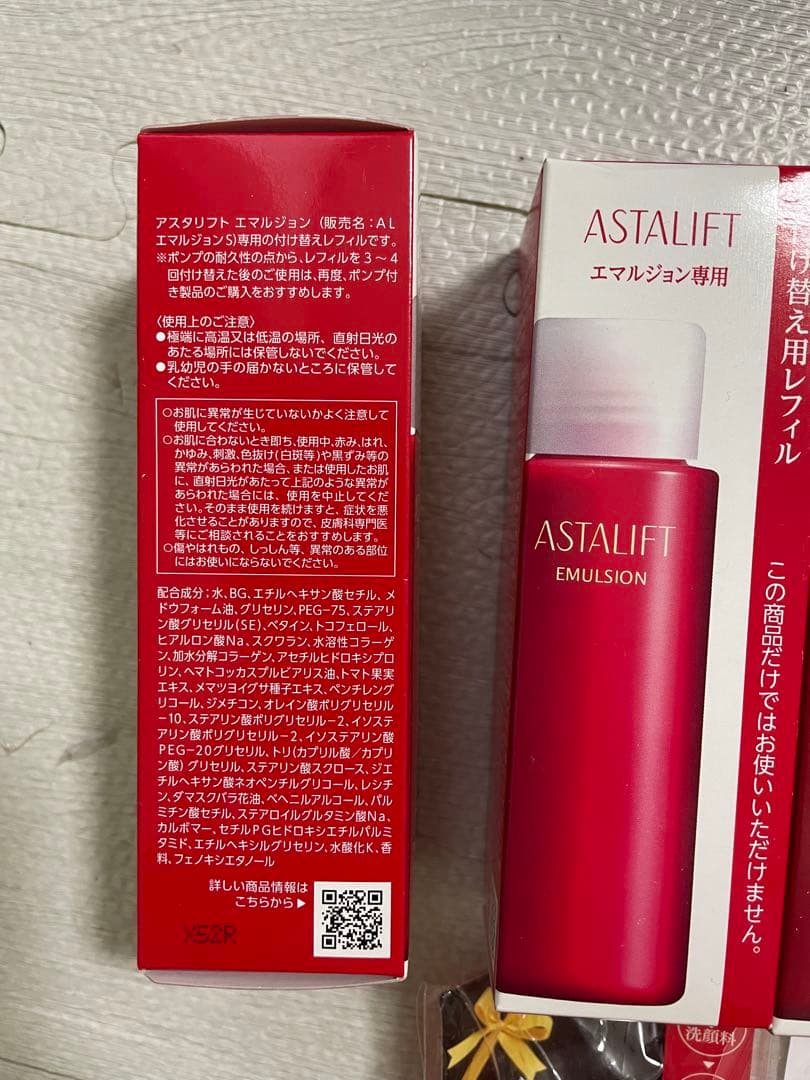 アスタリフト エマルジョン（販売名：ＡＬ
エマルジョンS）専用の付け替えレフィルです。
※ポンプの耐久性の点から、レフィルを３～４
回付け替えた後のご使用は、再度、ポンプ付
き製品のご購入をおすすめします。
〈使用上のご注意〉
●極端に高温又は低温の場所、直射日光の
あたる場所には保管しないでください。
●乳幼児の手の届かないところに保管して
ください。
○お肌に異常が生じていないかよく注意して
使用してください。
○お肌に合わないとき即ち、使用中、赤み、はれ、
かゆみ、刺激、色抜け（白斑等）や黒ずみ等の
異常があらわれた場合、または使用したお肌
に、直射日光があたって上記のような異常が
あらわれた場合には、使用を中止してくだ
さい。そのまま使用を続けますと、症状を悪
化させることがありますので、皮膚科専門医
等にご相談されることをおすすめします。
○傷やはれもの、しっしん等、異常のある部位
にはお使いにならないでください。
配合成分：水、BG、エチルヘキサン酸セチル、メ
ドウフォーム油、グリセリン、PEG-75、ステアリ
ン酸グリセリル（SE）、ベタイン、トコフェロール、
ヒアルロン酸Na、スクワラン、水溶性コラーゲ
ン、加水分解コラーゲン、アセチルヒドロキシプロ
リン、ヘマトコッカスプルビアリス油、トマト果実
エキス、メマツヨイグサ種子エキス、ペンチレング
リコール、ジメチコン、オレイン酸ポリグリセリル
-10、ステアリン酸ポリグリセリル-2、イソステ
アリン酸ポリグリセリル-2、イソステアリン酸
PEG-20グリセリル、トリ（カプリル酸／カプリ
ン酸）グリセリル、ステアリン酸スクロース、ジエ
チルヘキサン酸ネオペンチルグリコール、レシチ
ン、ダマスクバラ花油、ベヘニルアルコール、パル
ミチン酸セチル、ステアロイルグルタミン酸Na、
カルボマー、セチルPGヒドロキシエチルパルミ
タミド、エチルヘキシルグリセリン、水酸化K、香
料、フェノキシエタノール
詳しい商品情報は
こちらから▶
X52R
ASTALIFT
エマルジョン専用
ASTALIFT
EMULSION
け替え用レフィル
この商品だけではお使いいただけません。
洗顔料